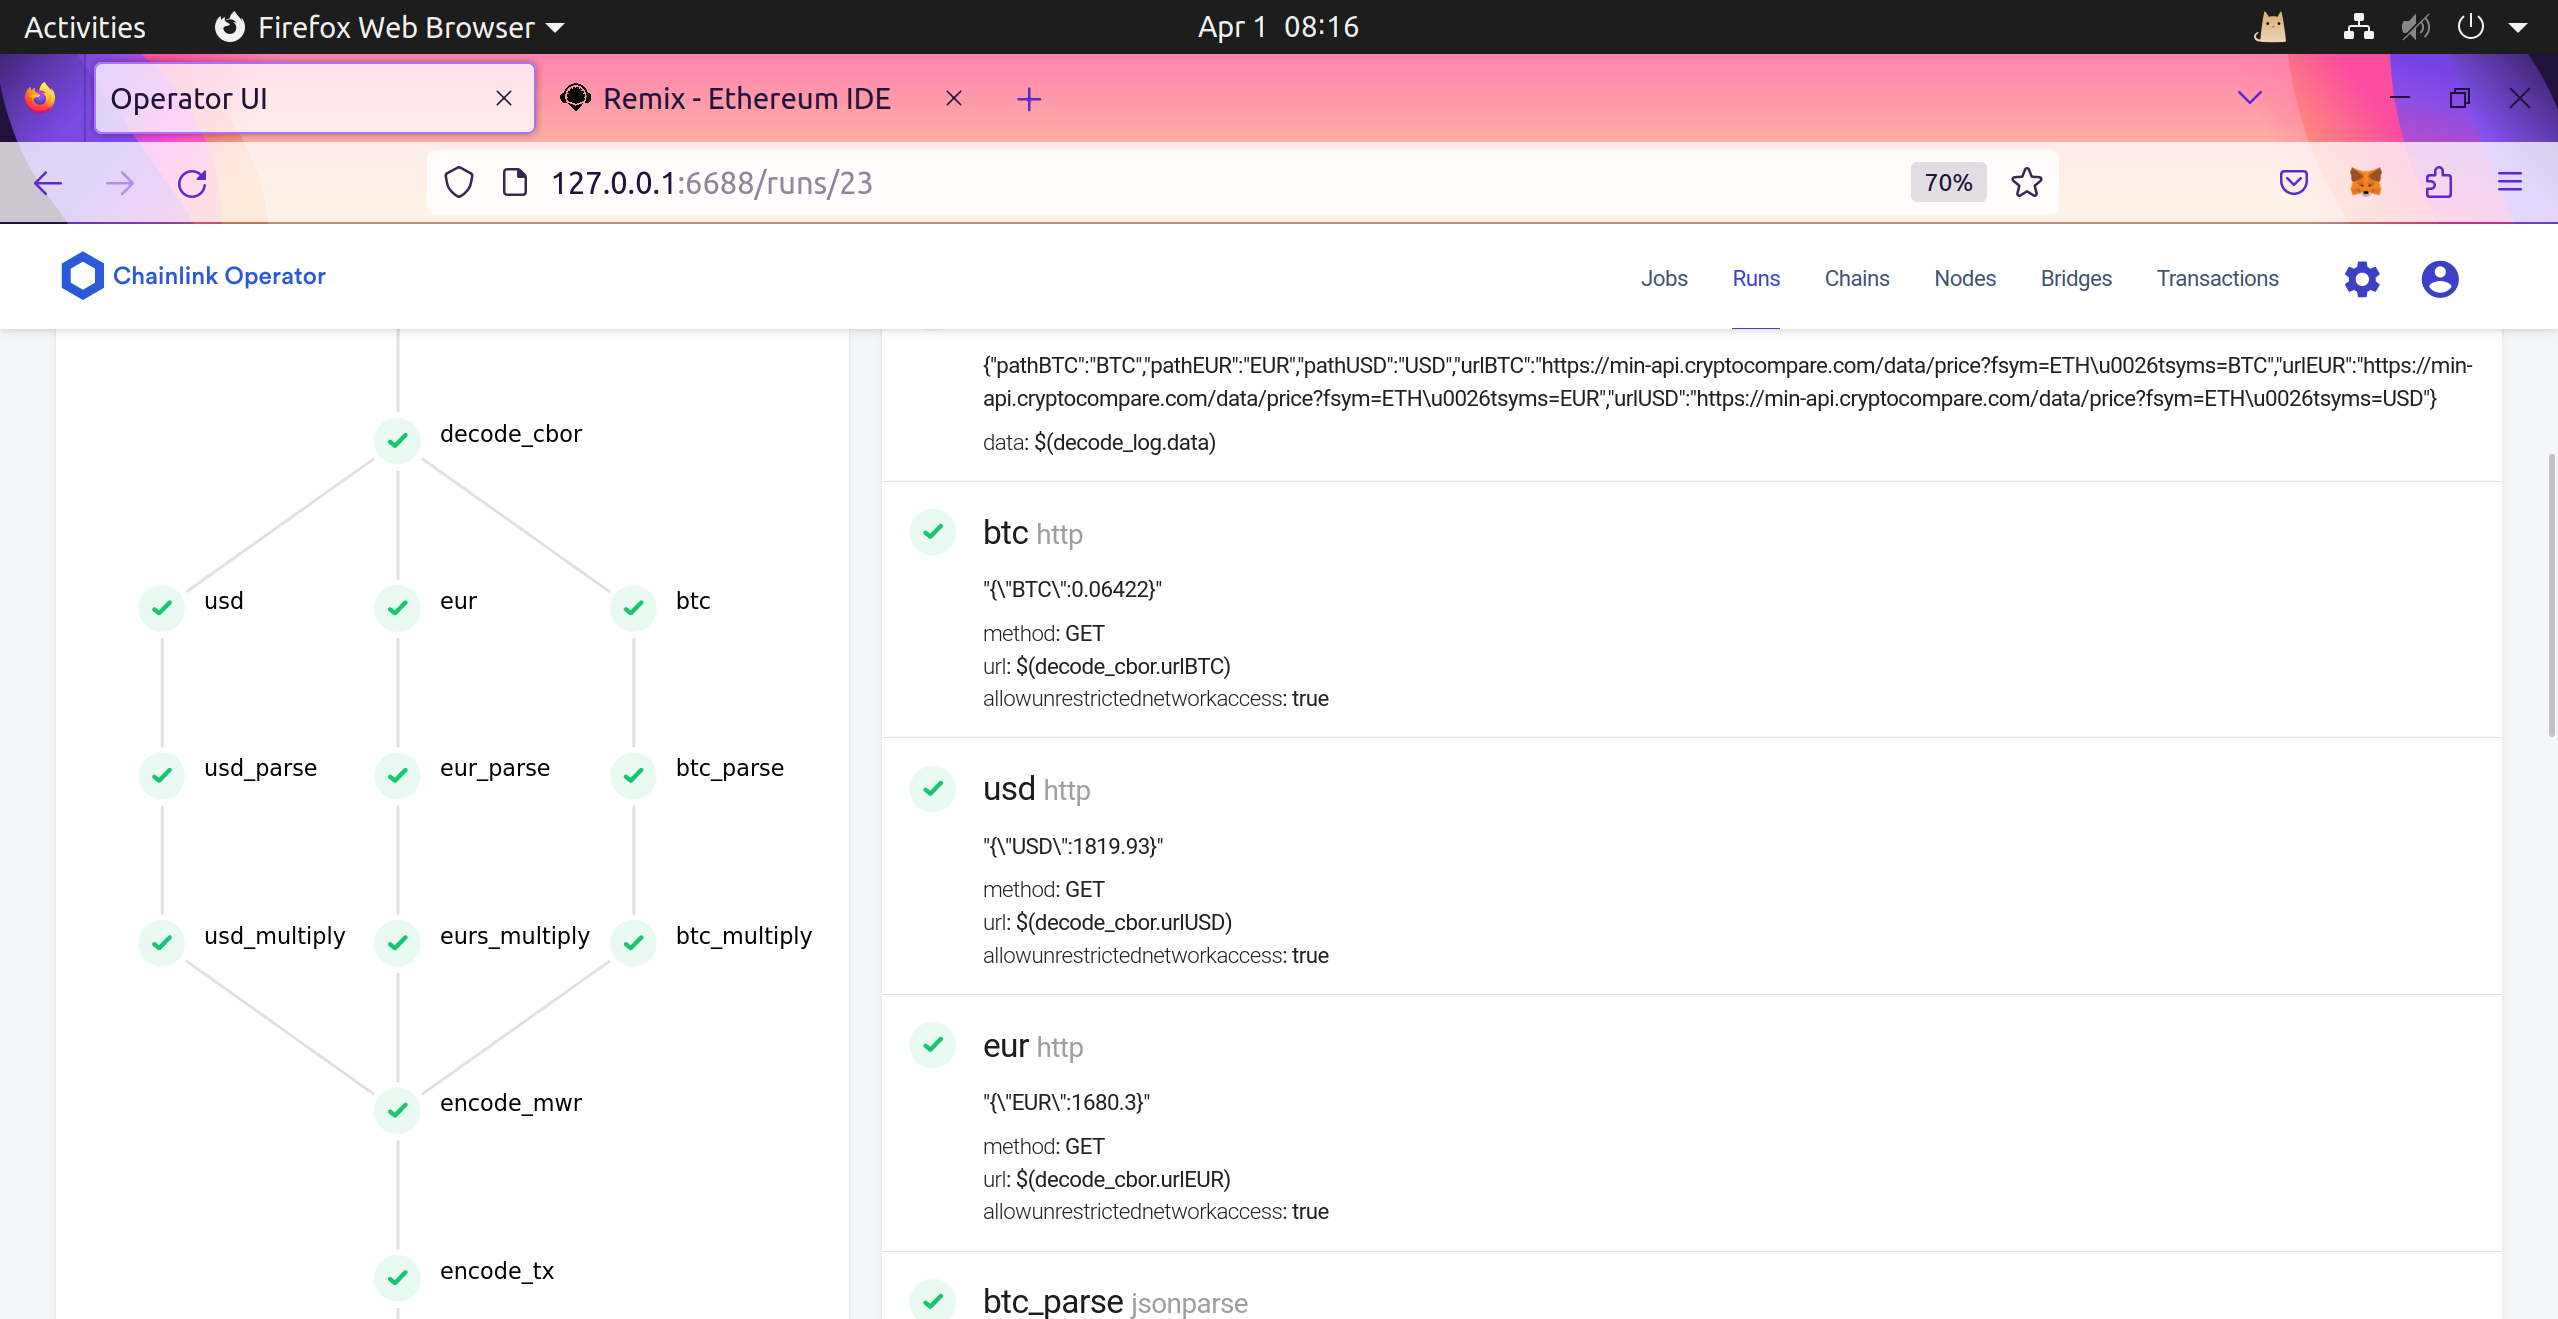 Activities Firefox Web Browser Apr 1 08:16
Operator UI Remix - Ethereum IDE
127.0.0.1:6688/runs/23 70%
Chainlink Operator Jobs Runs Chains Nodes Bridges Transactions
decode_cbor
usd eur btc
usd_parse eur_parse btc_parse
usd_multiply eurs_multiply btc_multiply
encode_mwr
encode_tx
{"pathBTC":"BTC","pathEUR":"EUR","pathUSD":"USD","urlBTC":"https://min-api.cryptocompare.com/data/price?fsym=ETH\u0026tsyms=BTC","urlEUR":"https://min-
api.cryptocompare.com/data/price?fsym=ETH\u0026tsyms=EUR","urlUSD":"https://min-api.cryptocompare.com/data/price?fsym=ETH\u0026tsyms=USD"}
data: $(decode_log.data)
btc http
"{\"BTC\":0.06422}"
method: GET
url: $(decode_cbor.urlBTC)
allowunrestrictednetworkaccess: true
usd http
"{\"USD\":1819.93}"
method: GET
url: $(decode_cbor.urlUSD)
allowunrestrictednetworkaccess: true
eur http
"{\"EUR\":1680.3}"
method: GET
url: $(decode_cbor.urlEUR)
allowunrestrictednetworkaccess: true
btc_parse jsonparse